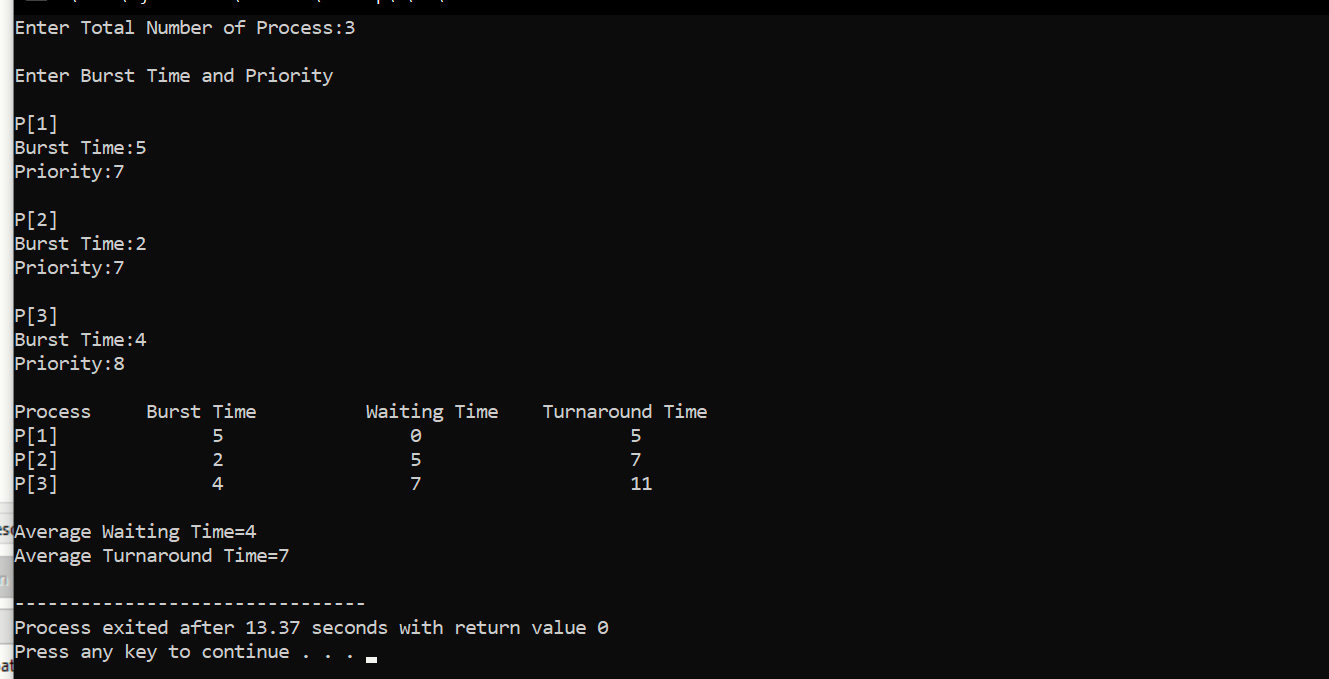 Enter Total Number of Process:3
Enter Burst Time and Priority
P[1]
Burst Time:5
Priority:7
P[2]
Burst Time:2
Priority:7
P[3]
Burst Time:4
Priority:8
Process Burst Time Waiting Time Turnaround Time
P[1] 5 0 5
P[2] 2 5 7
P[3] 4 7 11
Average Waiting Time=4
Average Turnaround Time=7
--------------------------------
Process exited after 13.37 seconds with return value 0
Press any key to continue . . .